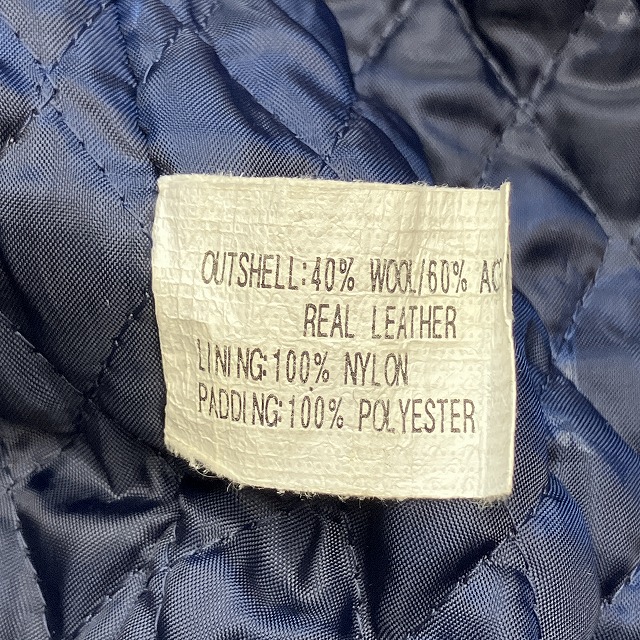 OUTSHELL:40% WOOL/60% AC
REAL LEATHER
LINING:100% NYLON
PADDING:100% POLYESTER